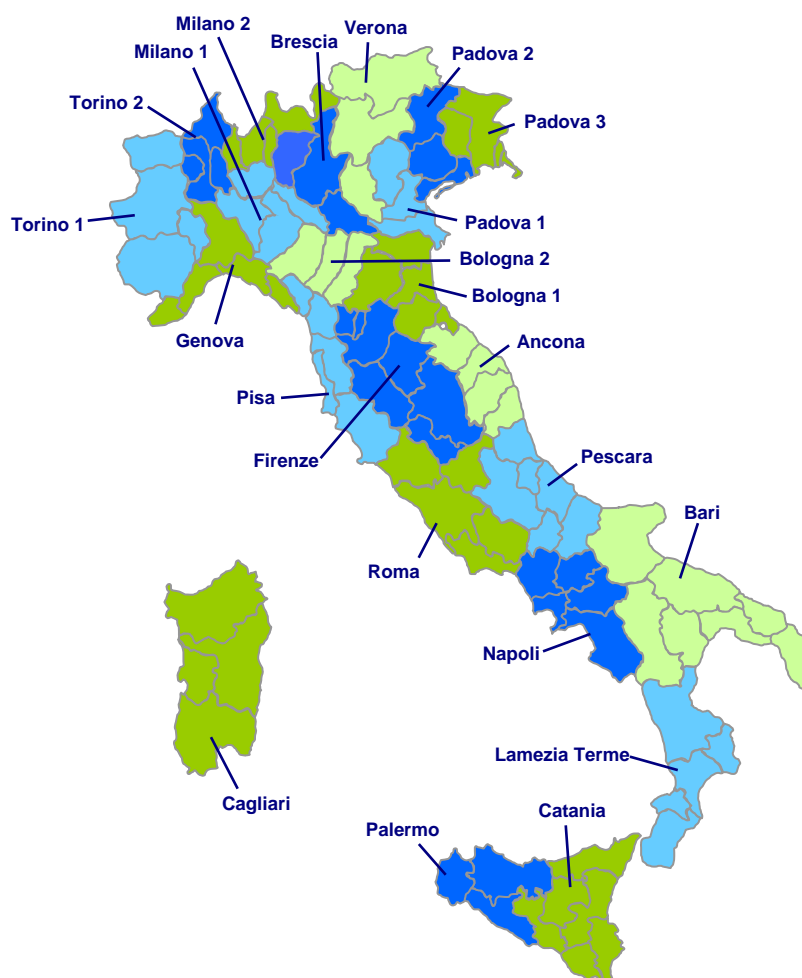 Milano 2
Verona
Brescia
Milano 1
Padova 2
Torino 2
Padova 3
Torino 1
Padova 1
Bologna 2
Bologna 1
Genova
Ancona
Pisa
Firenze
Pescara
Bari
Roma
Napoli
Lamezia Terme
Cagliari
Catania
Palermo